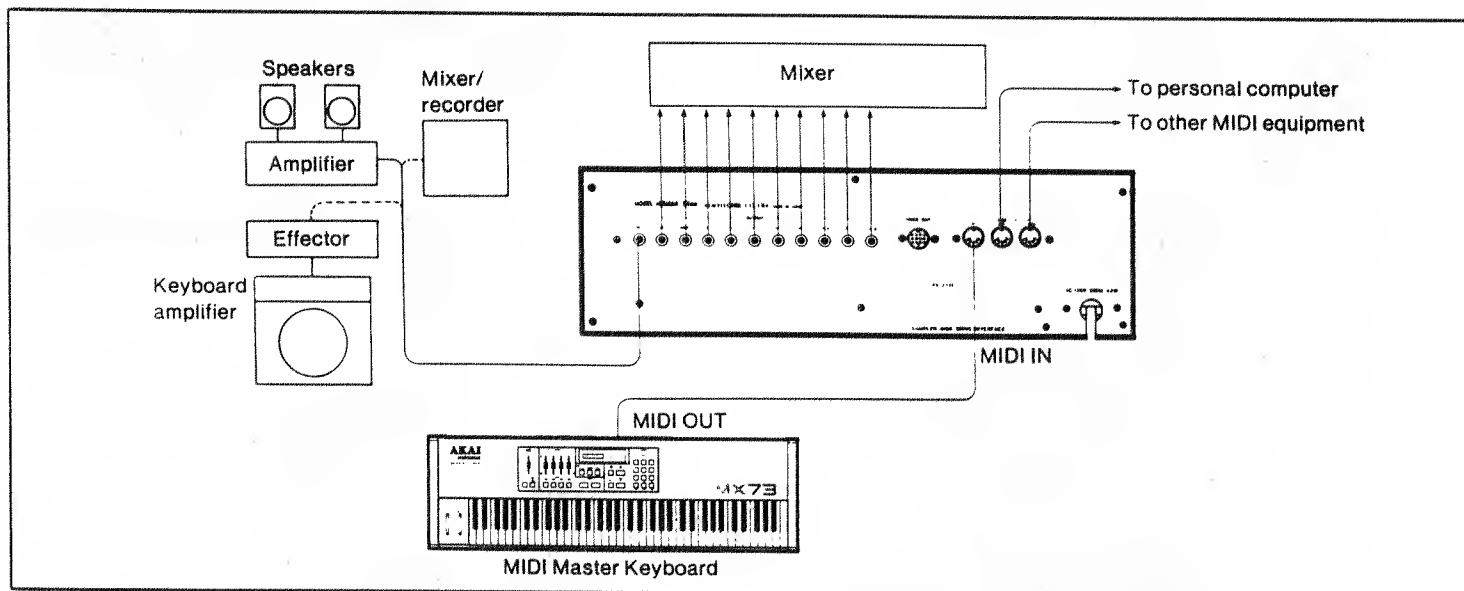 Speakers
Mixer/
recorder
Amplifier
Effector
Keyboard
amplifier
Mixer
To personal computer
To other MIDI equipment
MIDI IN
MIDI OUT
AKAI
MX73
MIDI Master Keyboard